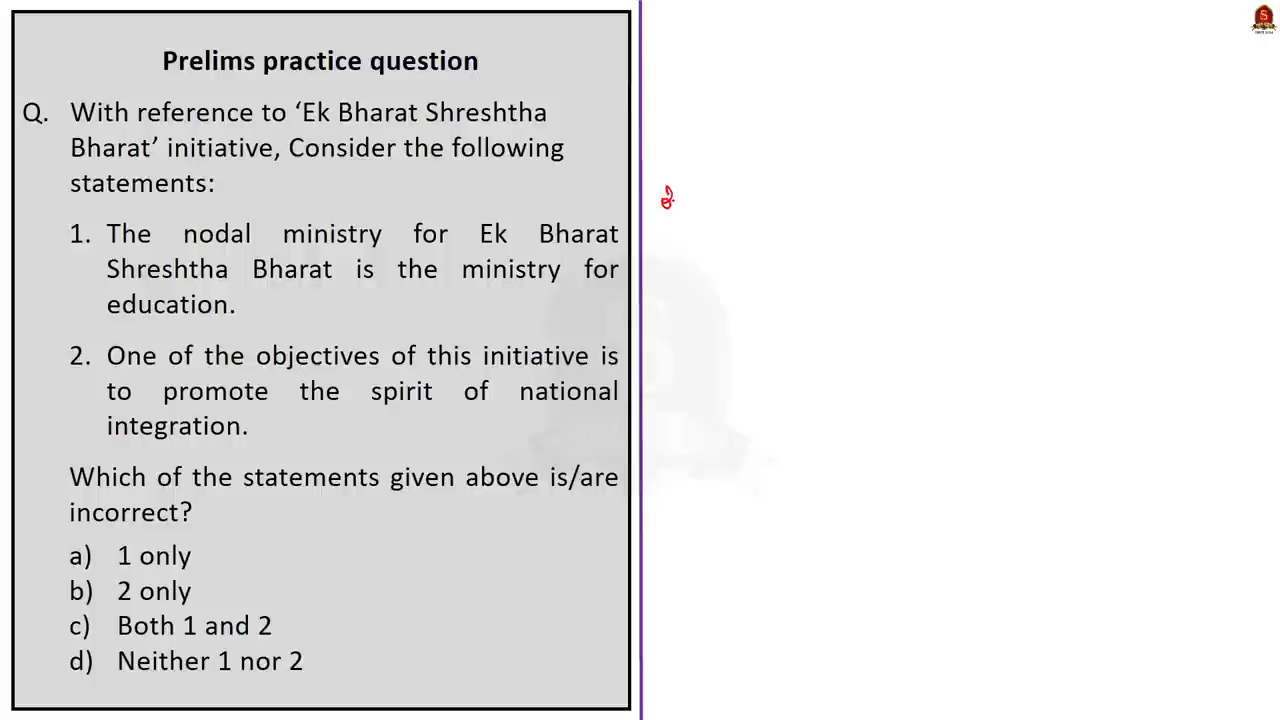 Prelims practice question
Q. With reference to ‘Ek Bharat Shreshtha
Bharat’ initiative, Consider the following
statements:
1. The nodal ministry for Ek Bharat
Shreshtha Bharat is the ministry for
education.
2. One of the objectives of this initiative is
to promote the spirit of national
integration.
Which of the statements given above is/are
incorrect?
a) 1 only
b) 2 only
c) Both 1 and 2
d) Neither 1 nor 2